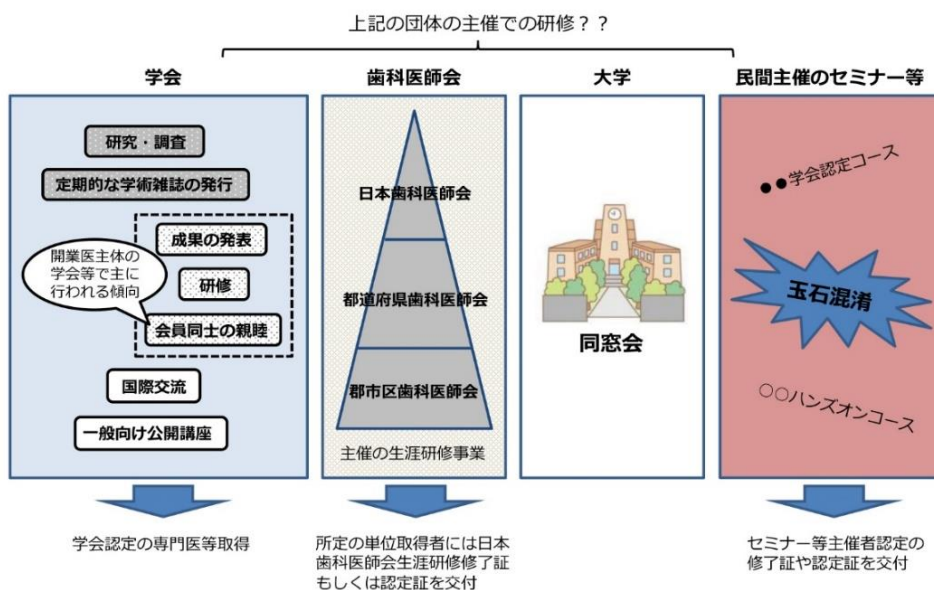 上記の団体の主催での研修？？
学会
歯科医師会
大学
民間主催のセミナー等
研究・調査
定期的な学術雑誌の発行
成果の発表
研修
会員同士の親睦
開業医主体の
学会等で主に
行われる傾向
国際交流
一般向け公開講座
日本歯科医師会
都道府県歯科医師会
郡市区歯科医師会
主催の生涯研修事業
同窓会
●●学会認定コース
玉石混淆
○○ハンズオンコース
学会認定の専門医等取得
所定の単位取得者には日本
歯科医師会生涯研修修了証
もしくは認定証を交付
セミナー等主催者認定の
修了証や認定証を交付